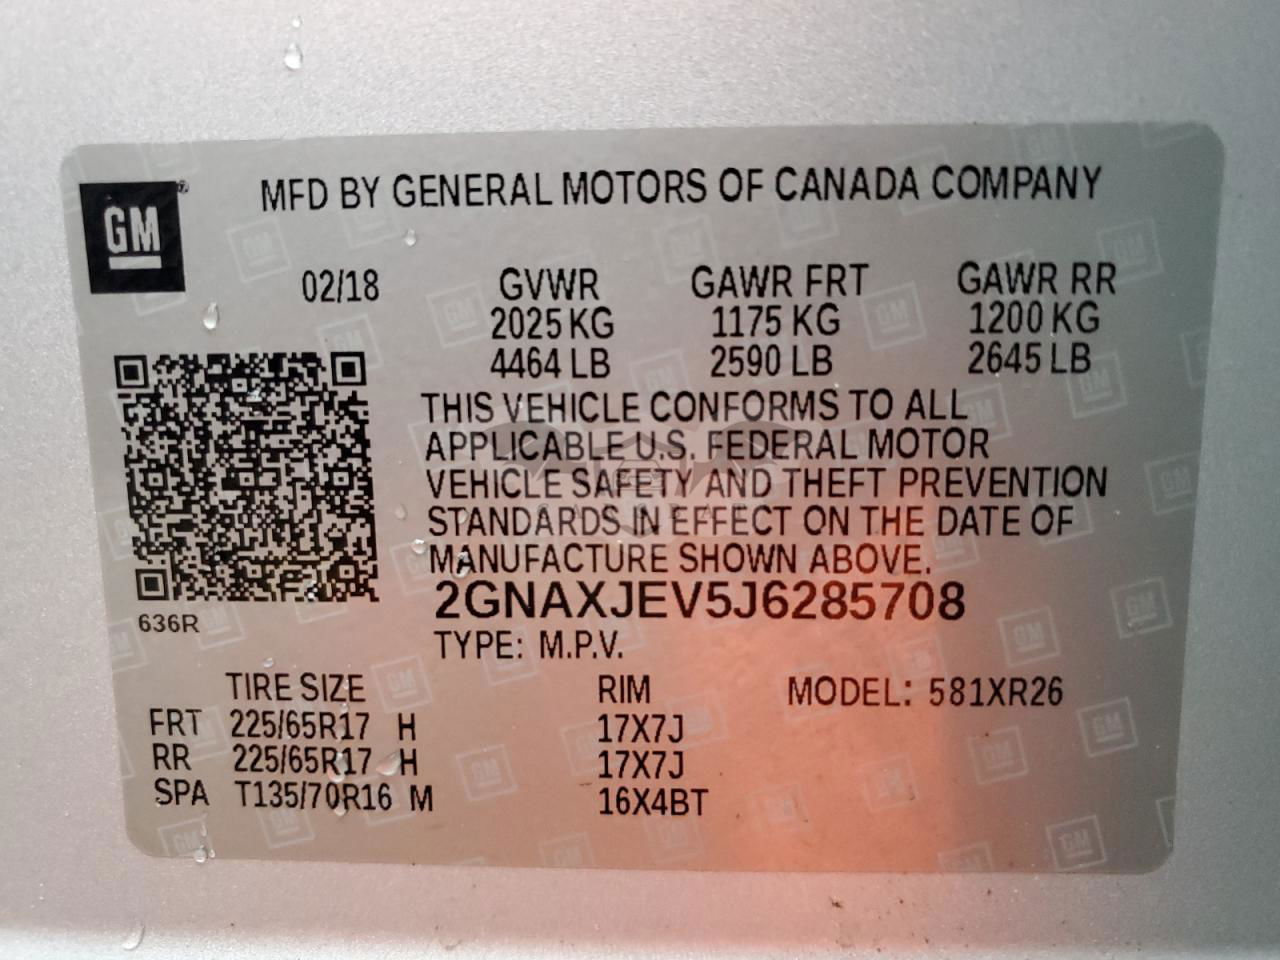 GM
MFD BY GENERAL MOTORS OF CANADA COMPANY
02/18 GVWR GAWR FRT GAWR RR
2025 KG 1175 KG 1200 KG
4464 LB 2590 LB 2645 LB
THIS VEHICLE CONFORMS TO ALL
APPLICABLE U.S. FEDERAL MOTOR
VEHICLE SAFETY AND THEFT PREVENTION
STANDARDS IN EFFECT ON THE DATE OF
MANUFACTURE SHOWN ABOVE.
2GNAXJEV5J6285708
636R
TYPE: M.P.V.
TIRE SIZE RIM MODEL: 581XR26
FRT 225/65R17 H 17X7J
RR 225/65R17 H 17X7J
SPA T135/70R16 M 16X4BT